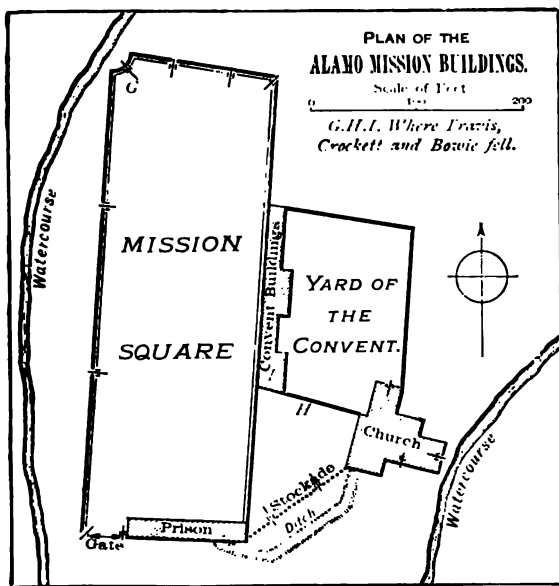 PLAN OF THE
ALAMO MISSION BUILDINGS.
Scale of Feet
0 100 200
G.H.I. Where Travis,
Crockett and Bowie fell.
G
Watercourse
MISSION
SQUARE
Convent Buildings
I
YARD OF
THE
CONVENT.
H
Church
Stockade
Ditch
Watercourse
Prison
Gate